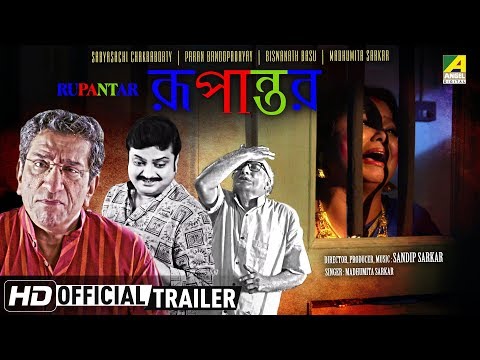 SABYASACHI CHAKRABORTY | PARAN BANDOPHADYAY | BISWANATH BASU | MADHUMITA SARKAR
RUPANTAR রূপান্তর
ANGEL
DIGITAL
DIRECTOR, PRODUCER, MUSIC: SANDIP SARKAR
SINGER: MADHUMITA SARKAR
HD OFFICIAL TRAILER